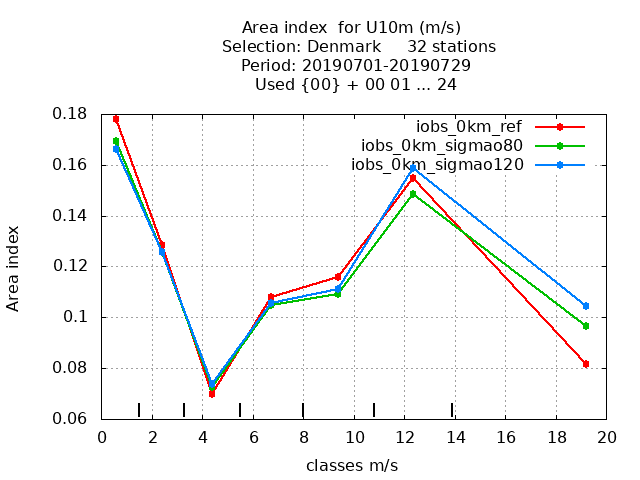 Area index  for U10m (m/s)
Selection: Denmark     32 stations
Period: 20190701-20190729
Used {00} + 00 01 ... 24
0.18
0.16
0.14
0.12
0.1
0.08
0.06
Area index
iobs_0km_ref
iobs_0km_sigmao80
iobs_0km_sigmao120
0 2 4 6 8 10 12 14 16 18 20
classes m/s